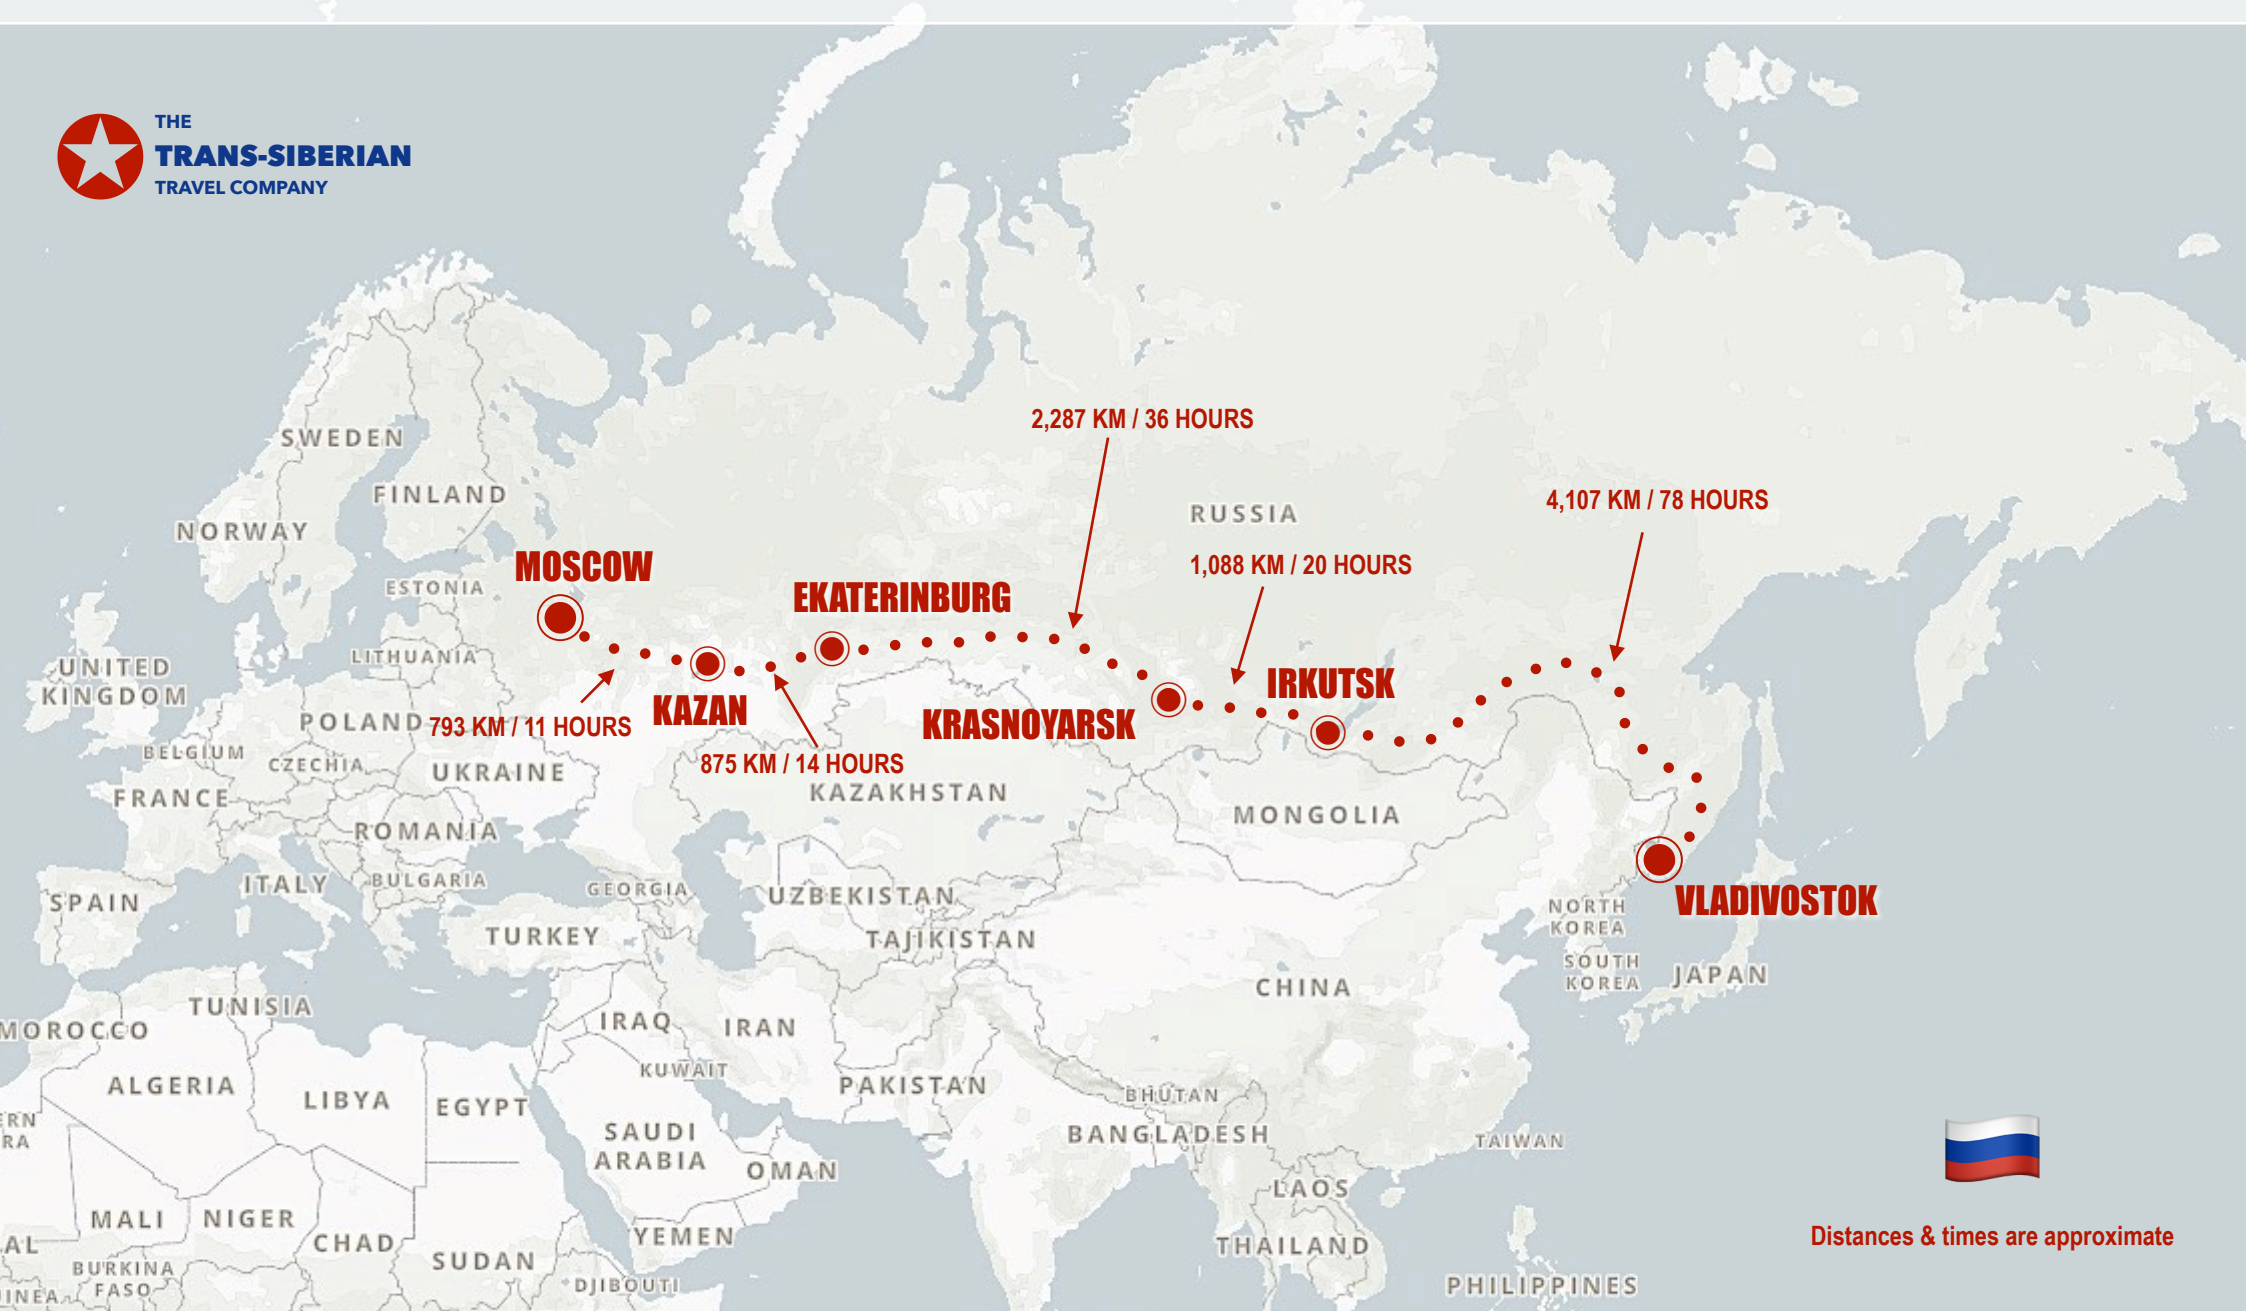 THE
TRANS-SIBERIAN
TRAVEL COMPANY
2,287 KM / 36 HOURS
SWEDEN
FINLAND
4,107 KM / 78 HOURS
RUSSIA
NORWAY
MOSCOW
1,088 KM / 20 HOURS
ESTONIA
EKATERINBURG
LITHUANIA
UNITED
KINGDOM
IRKUTSK
KAZAN
POLAND
793 KM / 11 HOURS
KRASNOYARSK
BELGIUM
CZECHIA
UKRAINE
875 KM / 14 HOURS
FRANCE
KAZAKHSTAN
MONGOLIA
ROMANIA
ITALY
BULGARIA
GEORGIA
UZBEKISTAN
SPAIN
VLADIVOSTOK
NORTH
KOREA
TURKEY
TAJIKISTAN
SOUTH
KOREA
JAPAN
CHINA
TUNISIA
MOROCCO
IRAQ
IRAN
KUWAIT
ALGERIA
LIBYA
EGYPT
PAKISTAN
BHUTAN
ERN
RA
SAUDI
ARABIA
BANGLADESH
TAIWAN
OMAN
LAOS
MALI
NIGER
CHAD
YEMEN
AL
THAILAND
Distances & times are approximate
SUDAN
BURKINA
FASO
DJIBOUTI
INEA
PHILIPPINES